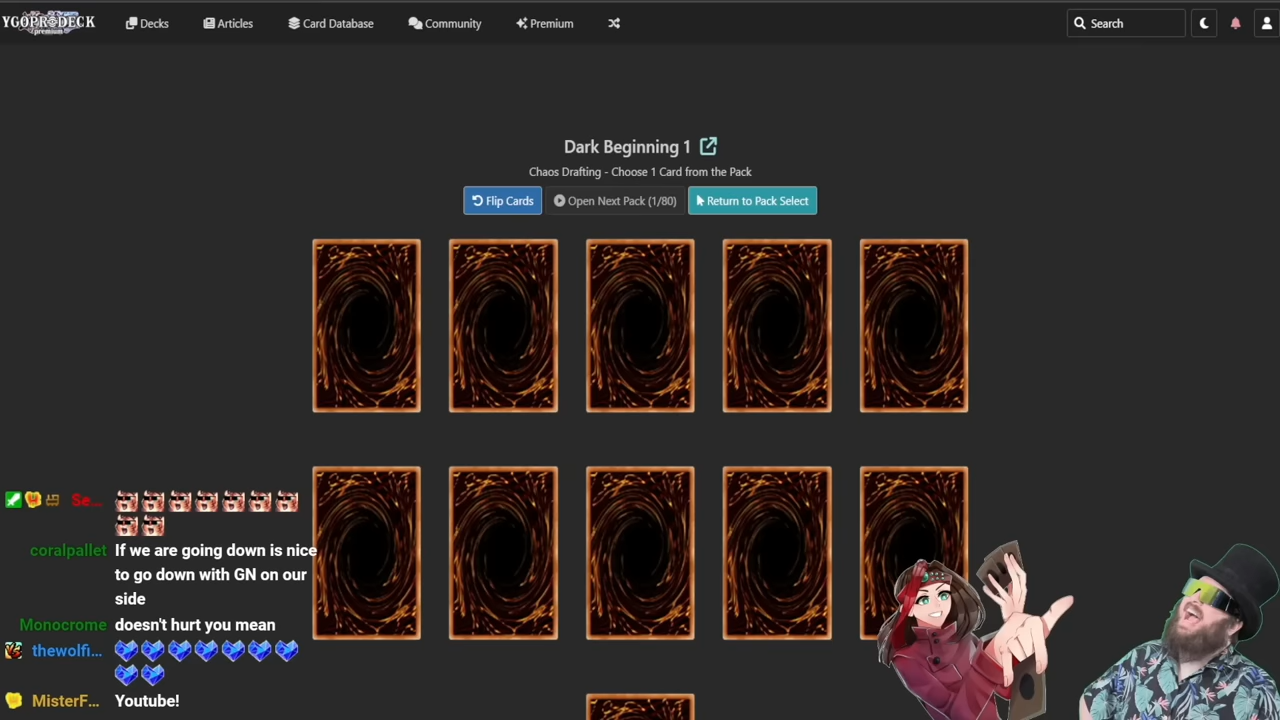 YGOPRODECK
premium
Decks
Articles
Card Database
Community
Premium
Search
Dark Beginning 1
Chaos Drafting - Choose 1 Card from the Pack
Flip Cards
Open Next Pack (1/80)
Return to Pack Select
Se...
coralpallet If we are going down is nice
to go down with GN on our
side
Monocrome doesn't hurt you mean
thewolfi...
MisterF... Youtube!